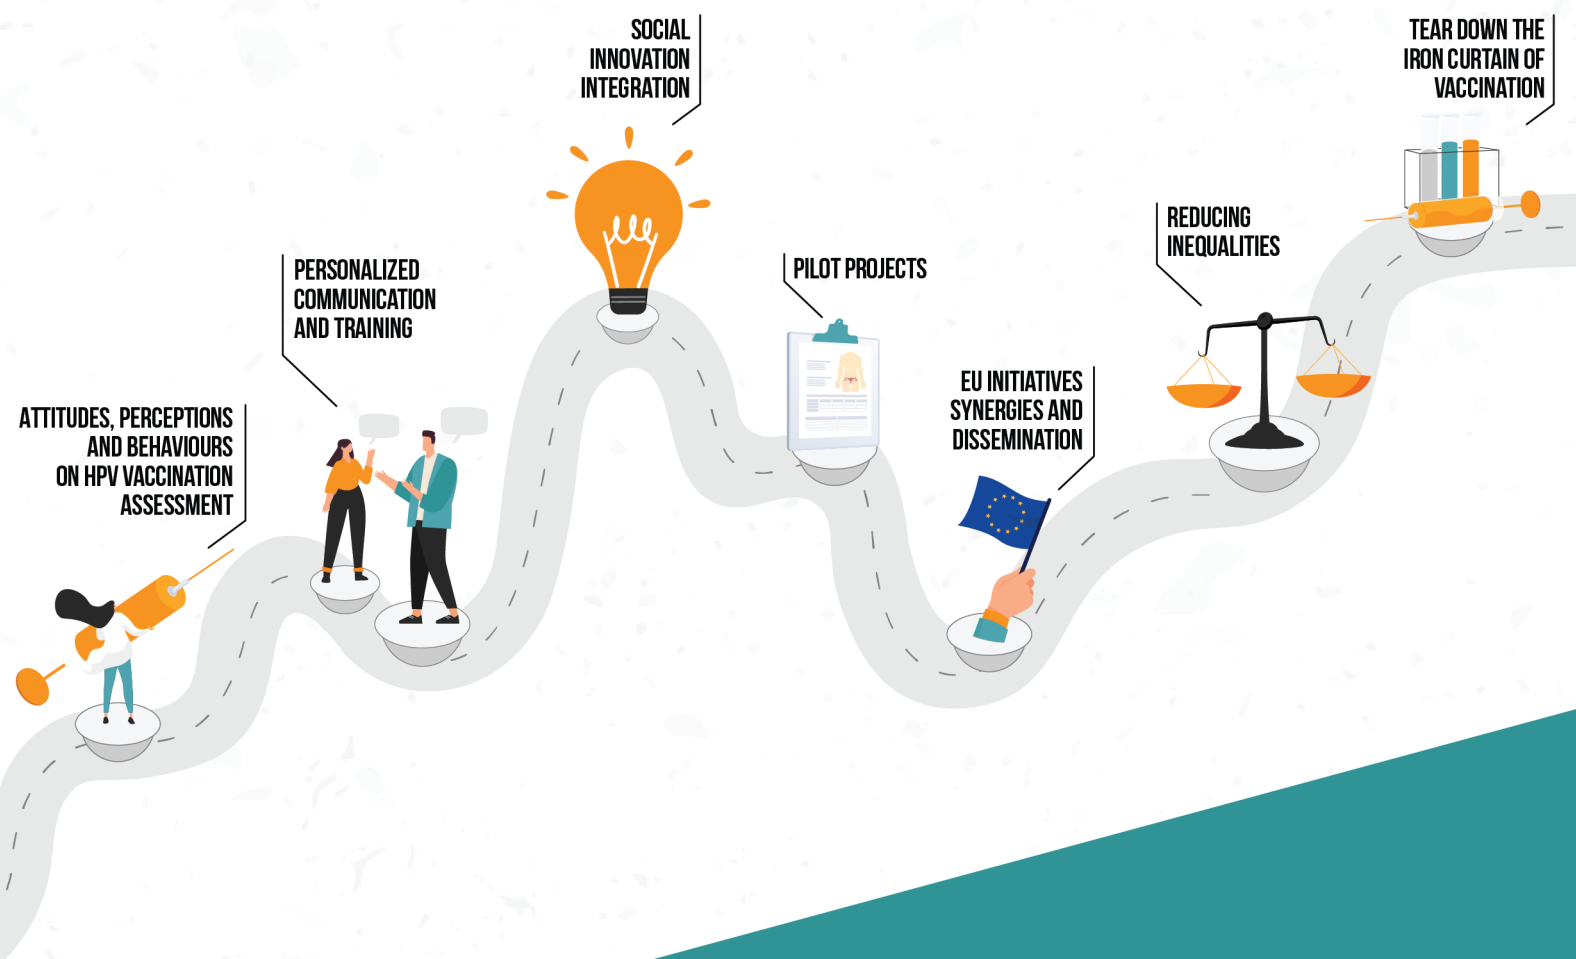 ATTITUDES, PERCEPTIONS
AND BEHAVIOURS
ON HPV VACCINATION
ASSESSMENT
PERSONALIZED
COMMUNICATION
AND TRAINING
SOCIAL
INNOVATION
INTEGRATION
PILOT PROJECTS
EU INITIATIVES
SYNERGIES AND
DISSEMINATION
REDUCING
INEQUALITIES
TEAR DOWN THE
IRON CURTAIN OF
VACCINATION